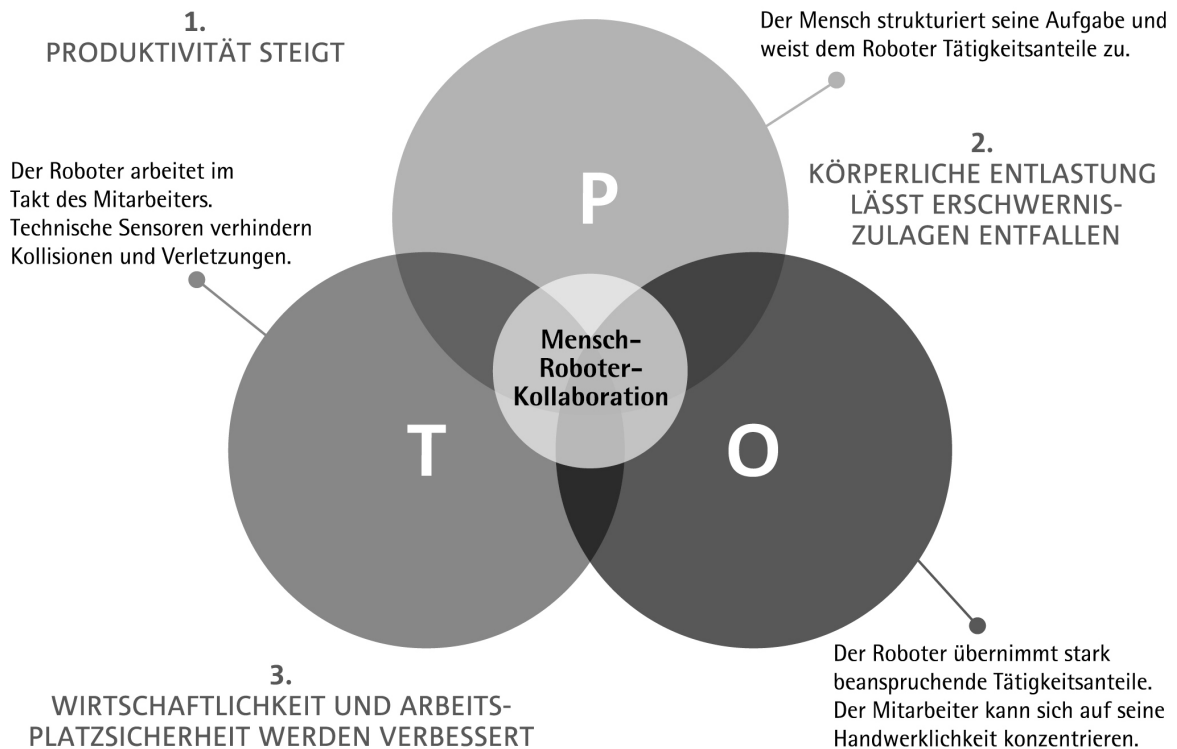 1.
PRODUKTIVITÄT STEIGT
Der Mensch strukturiert seine Aufgabe und
weist dem Roboter Tätigkeitsanteile zu.
2.
KÖRPERLICHE ENTLASTUNG
LÄSST ERSCHWERNIS-
ZULAGEN ENTFALLEN
Der Roboter arbeitet im
Takt des Mitarbeiters.
Technische Sensoren verhindern
Kollisionen und Verletzungen.
P
Mensch-
Roboter-
Kollaboration
T
O
3.
WIRTSCHAFTLICHKEIT UND ARBEITS-
PLATZSICHERHEIT WERDEN VERBESSERT
Der Roboter übernimmt stark
beanspruchende Tätigkeitsanteile.
Der Mitarbeiter kann sich auf seine
Handwerklichkeit konzentrieren.